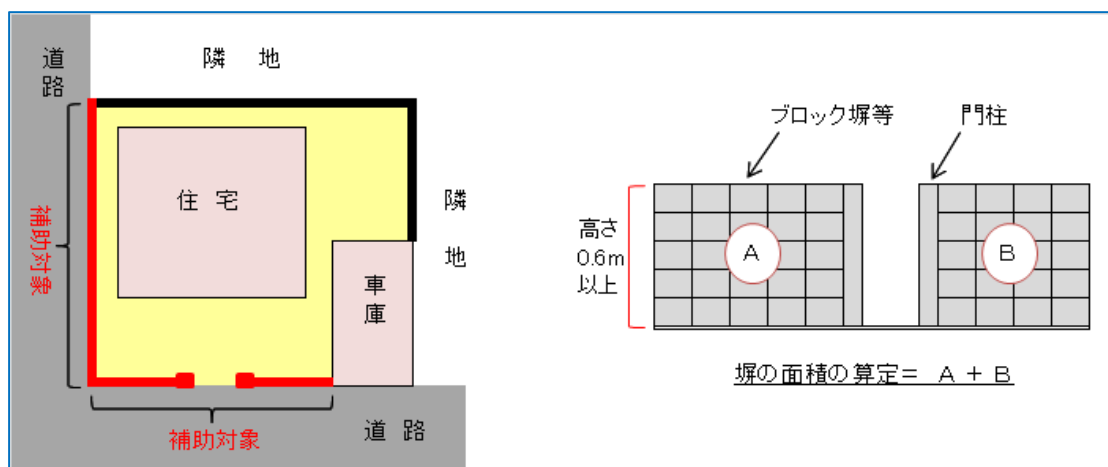 道路
隣 地
補助対象
住 宅
隣地
車庫
補助対象
道 路
ブロック塀等
門柱
高さ
0.6m
以上
A
B
塀の面積の算定= A + B